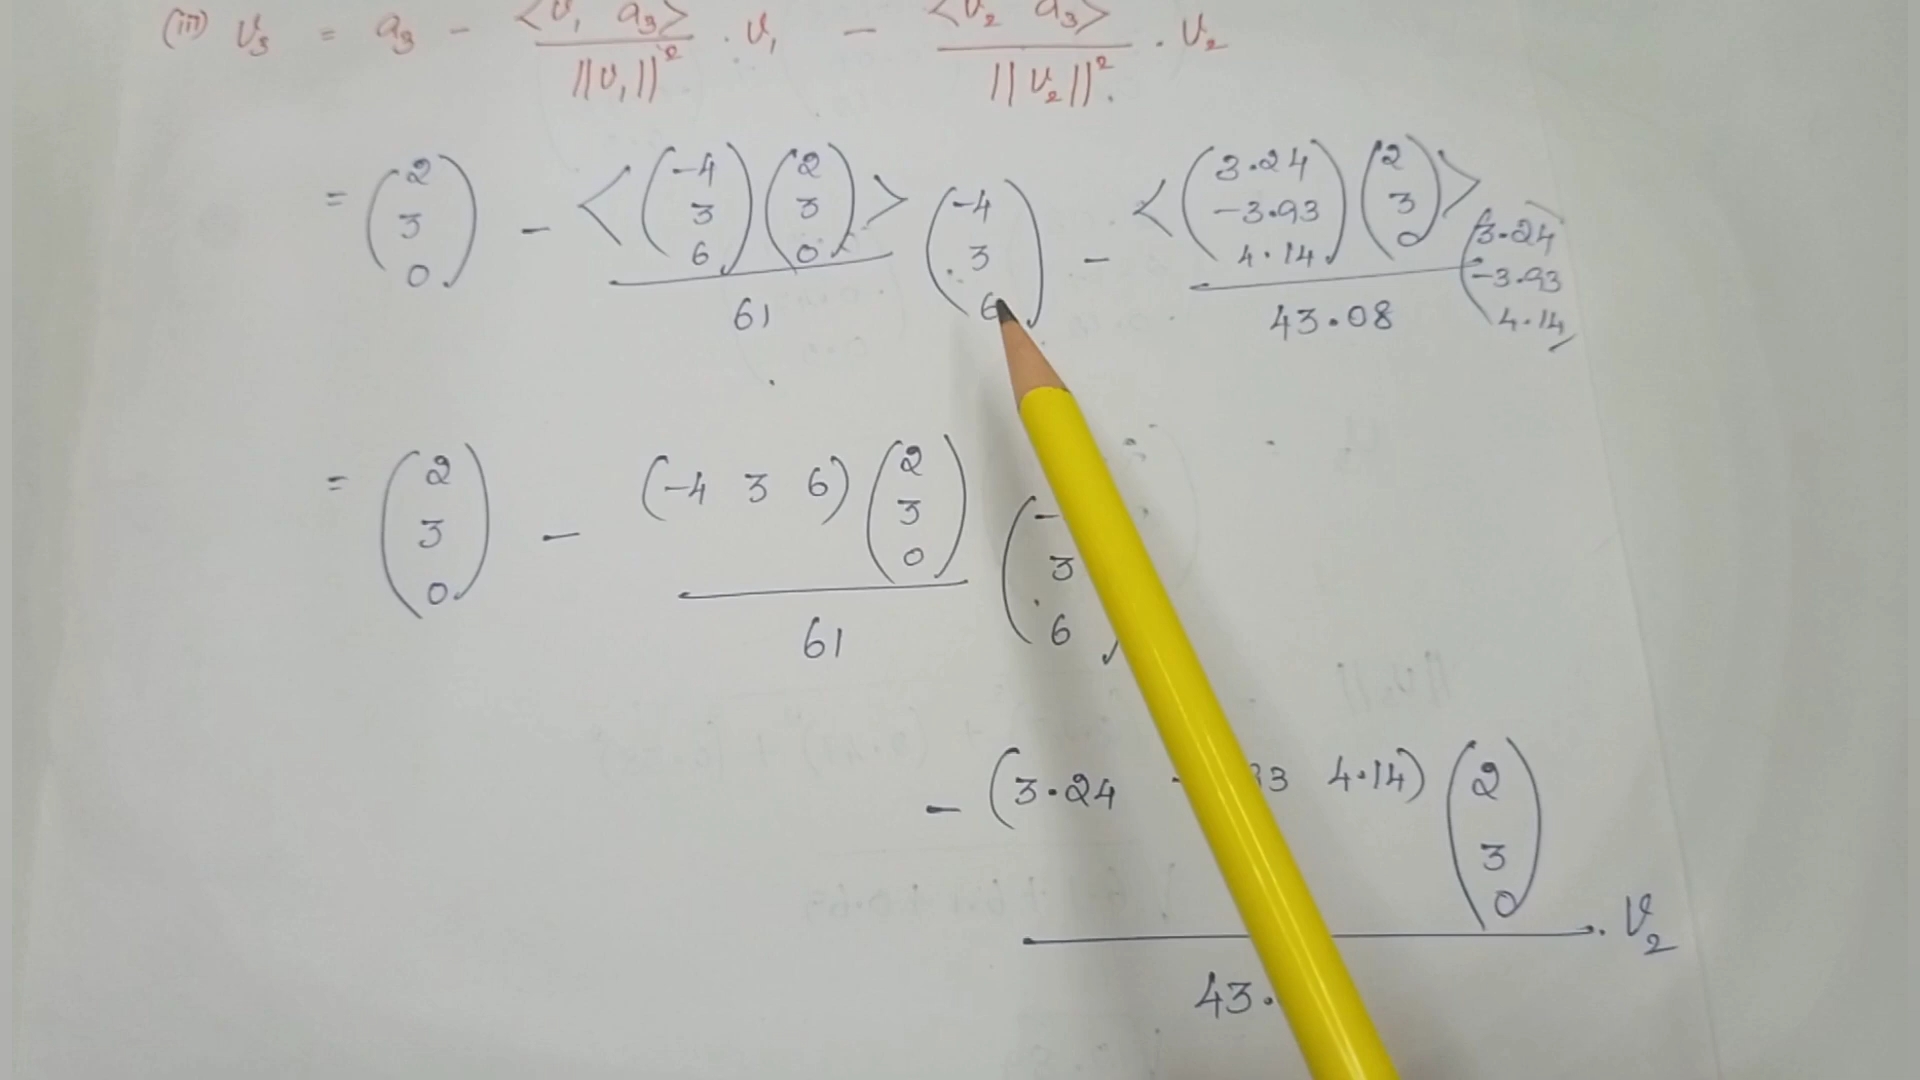 (iii) v₃ = a₃ - <v₁ a₃> / ||v₁||² . v₁ - <v₂ a₃> / ||v₂||² . v₂
= (2 3 0) - <(-4 3 6) (2 3 0)> / 61 (-4 3 6) - <(3.24 -3.93 4.14) (2 3 0)> / 43.08 (3.24 -3.93 4.14)
= (2 3 0) - (-4 3 6) (2 3 0) / 61 (- 3 6)
- (3.24 4.14) (2 3 0) / 43. . v₂